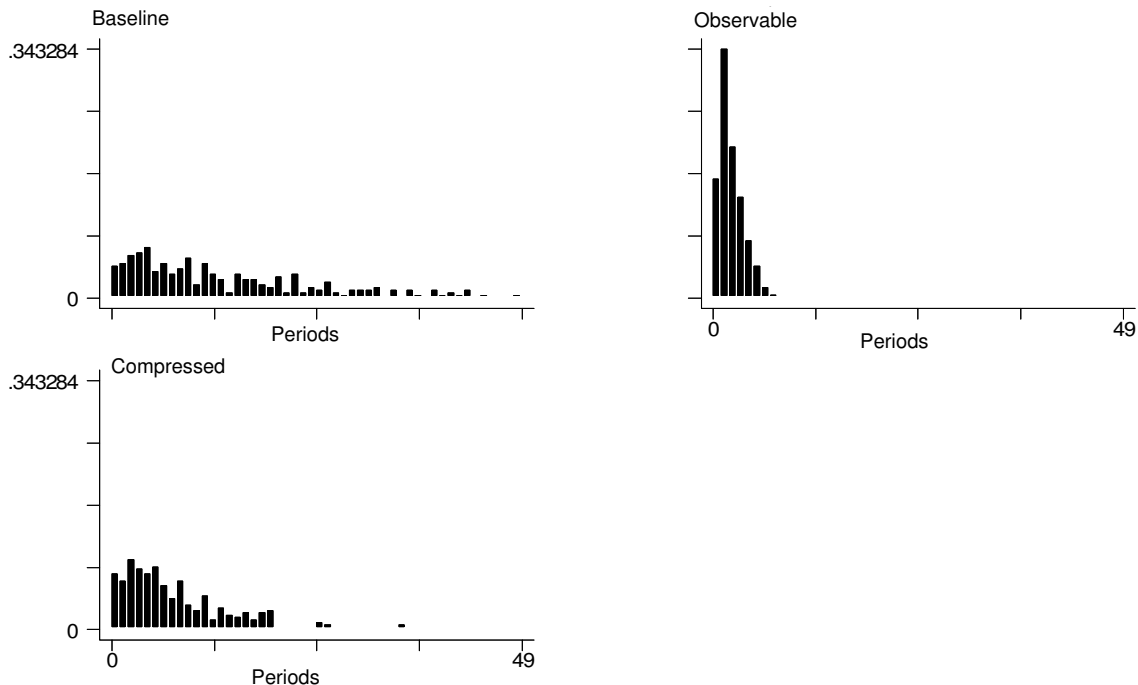 Baseline
.343284
0
Periods
Observable
0
49
Periods
Compressed
.343284
0
0
49
Periods